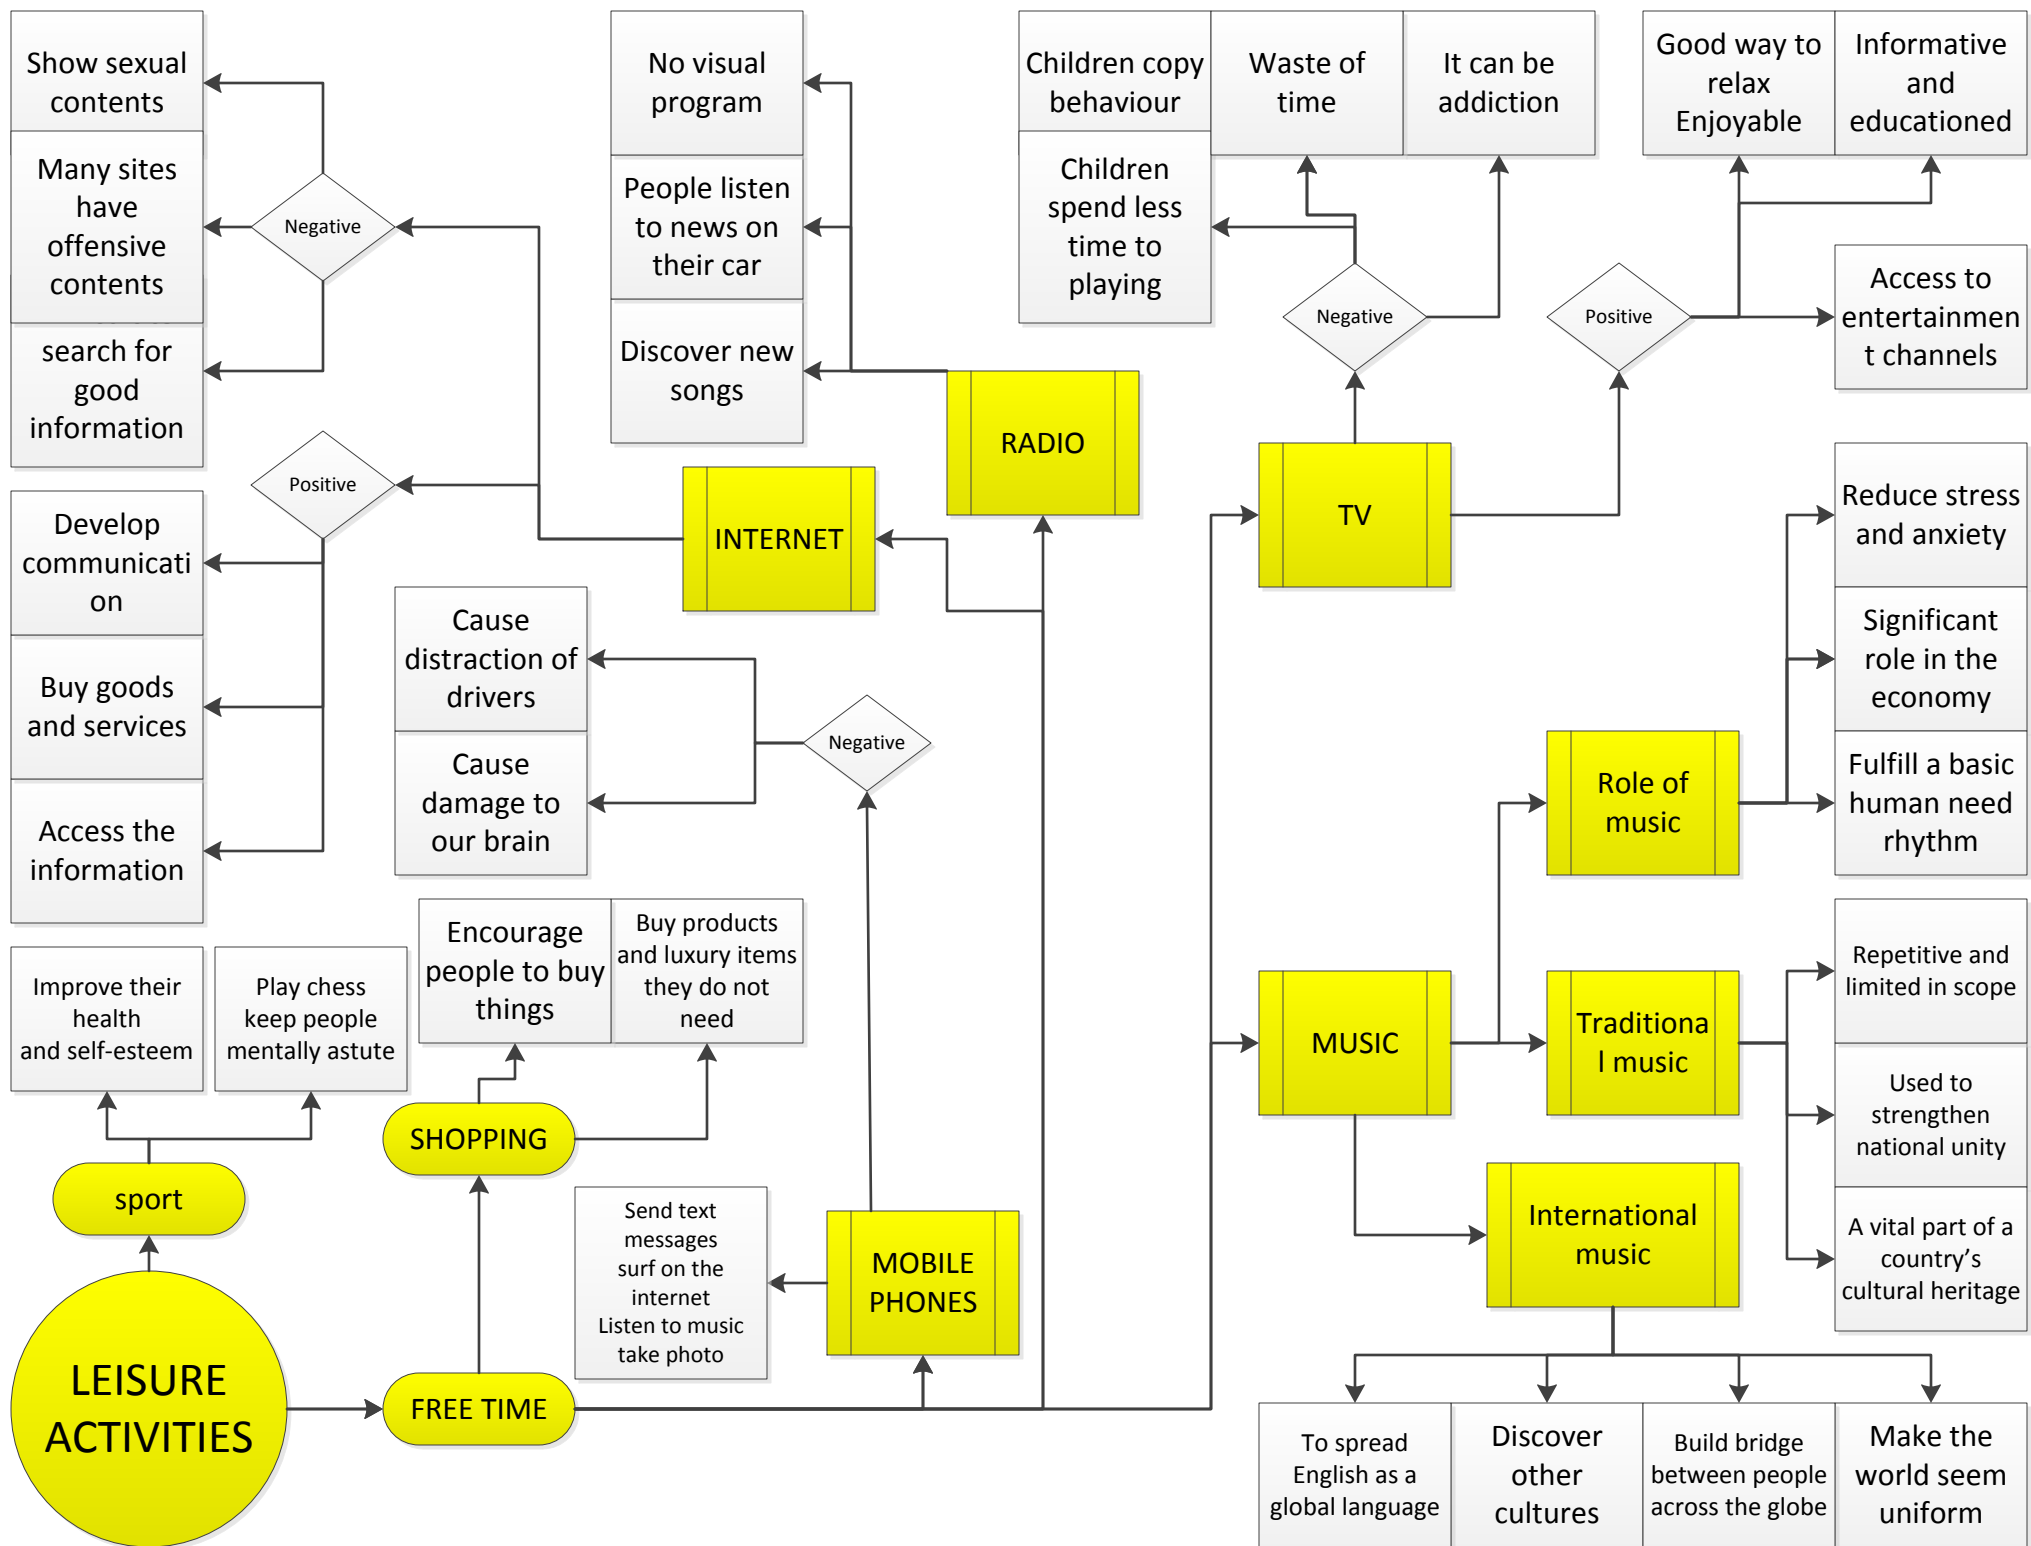 Show sexual
contents
Many sites
have
offensive
contents
search for
good
information
Negative
Positive
Develop
communicati
on
Buy goods
and services
Access the
information
No visual
program
People listen
to news on
their car
Discover new
songs
RADIO
INTERNET
Children copy
behaviour
Children
spend less
time to
playing
Waste of
time
It can be
addiction
Negative
Good way to
relax
Enjoyable
Informative
and
educationed
Access to
entertainmen
t channels
Positive
TV
Cause
distraction of
drivers
Cause
damage to
our brain
Negative
Reduce stress
and anxiety
Significant
role in the
economy
Fulfill a basic
human need
rhythm
Role of
music
Improve their
health
and self-esteem
Play chess
keep people
mentally astute
sport
Encourage
people to buy
things
Buy products
and luxury items
they do not
need
SHOPPING
MUSIC
Traditiona
l music
Repetitive and
limited in scope
Used to
strengthen
national unity
A vital part of a
country's
cultural heritage
International
music
Send text
messages
surf on the
internet
Listen to music
take photo
MOBILE
PHONES
LEISURE
ACTIVITIES
FREE TIME
To spread
English as a
global language
Discover
other
cultures
Build bridge
between people
across the globe
Make the
world seem
uniform